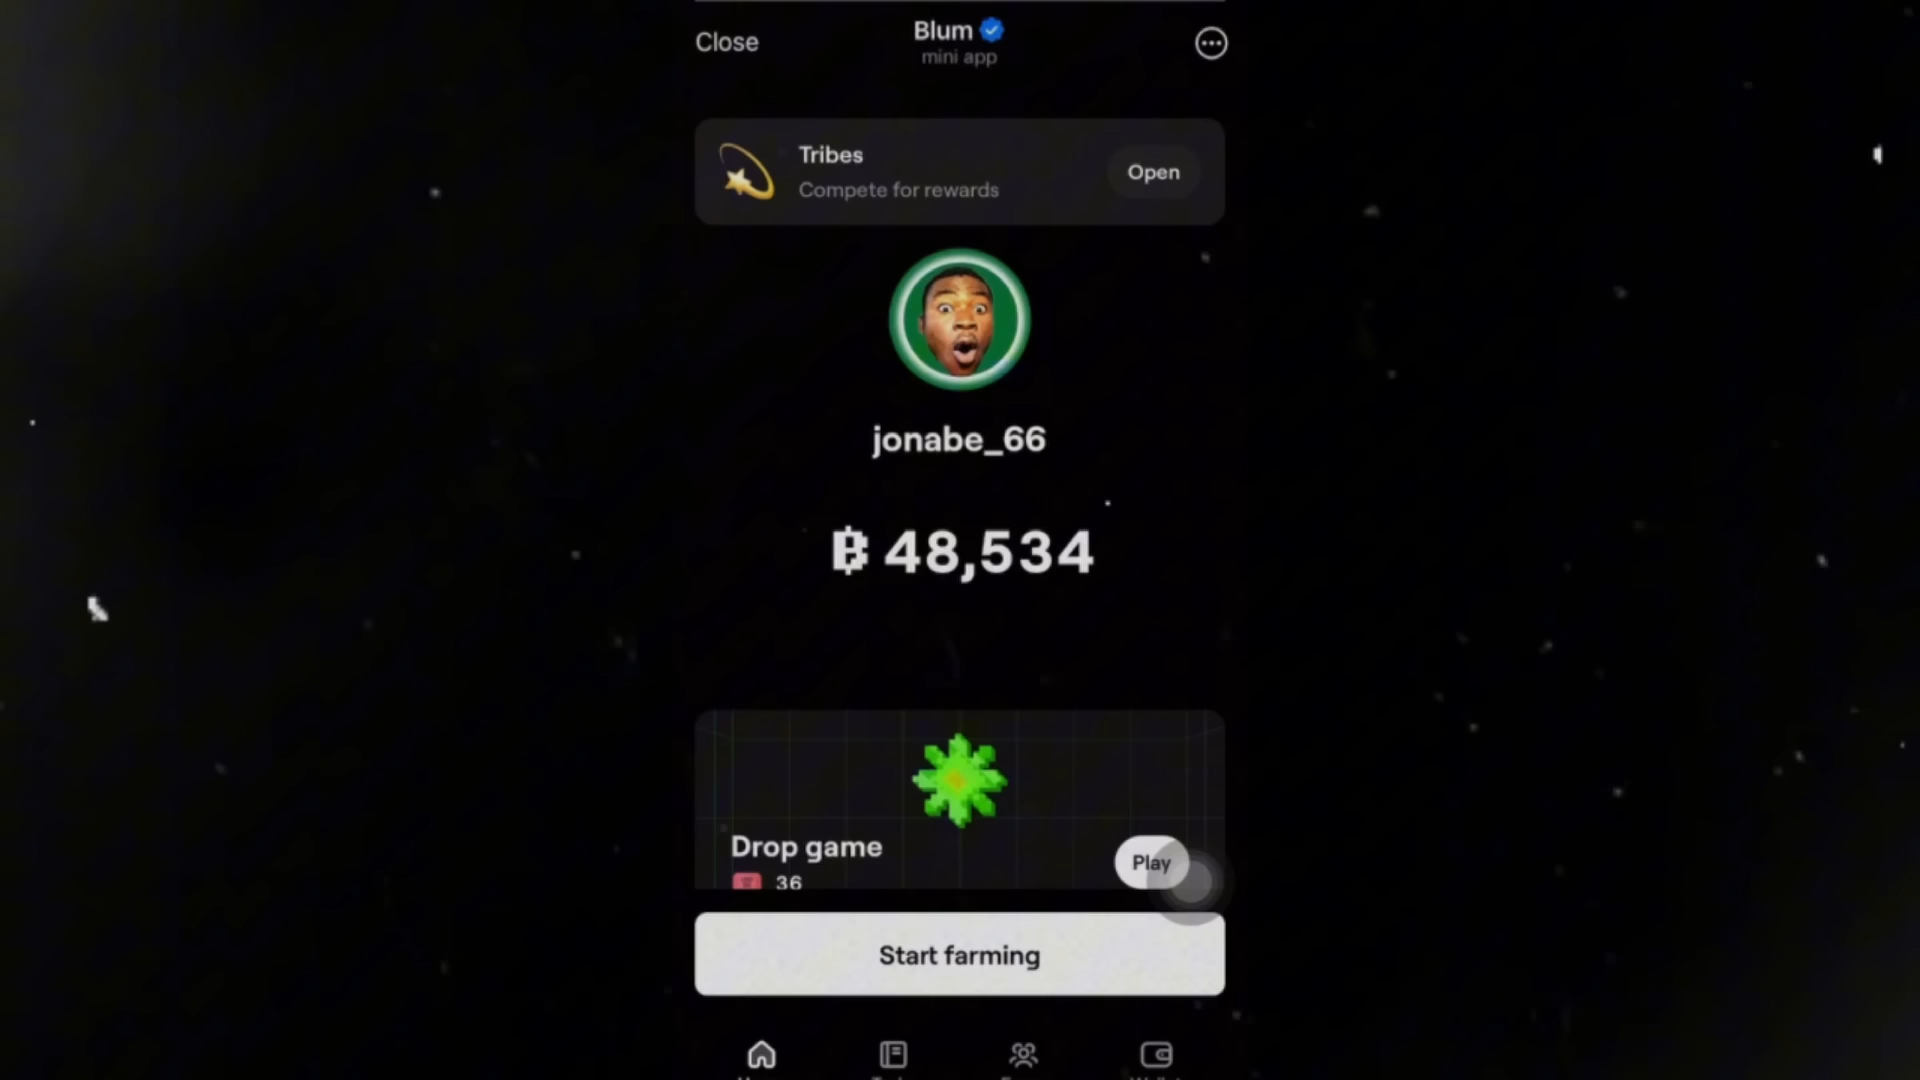 Close
Blum
mini app
Tribes
Compete for rewards
Open
jonabe_66
48,534
Drop game
36
Play
Start farming